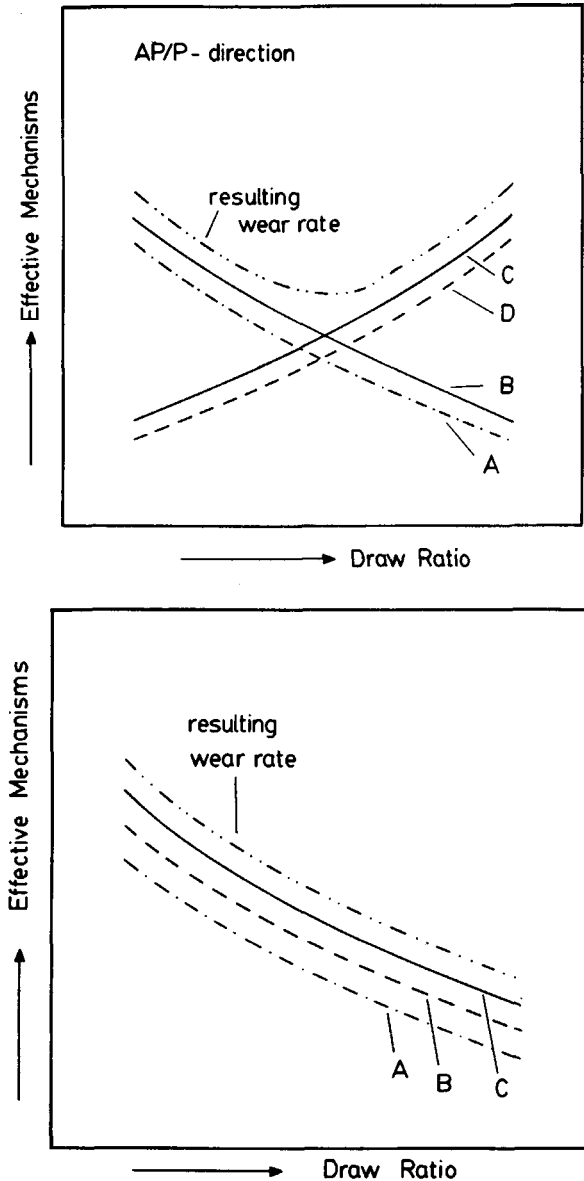 AP/P - direction
resulting
wear rate
C
D
B
A
Effective Mechanisms
Draw Ratio
resulting
wear rate
A
B
C
Effective Mechanisms
Draw Ratio